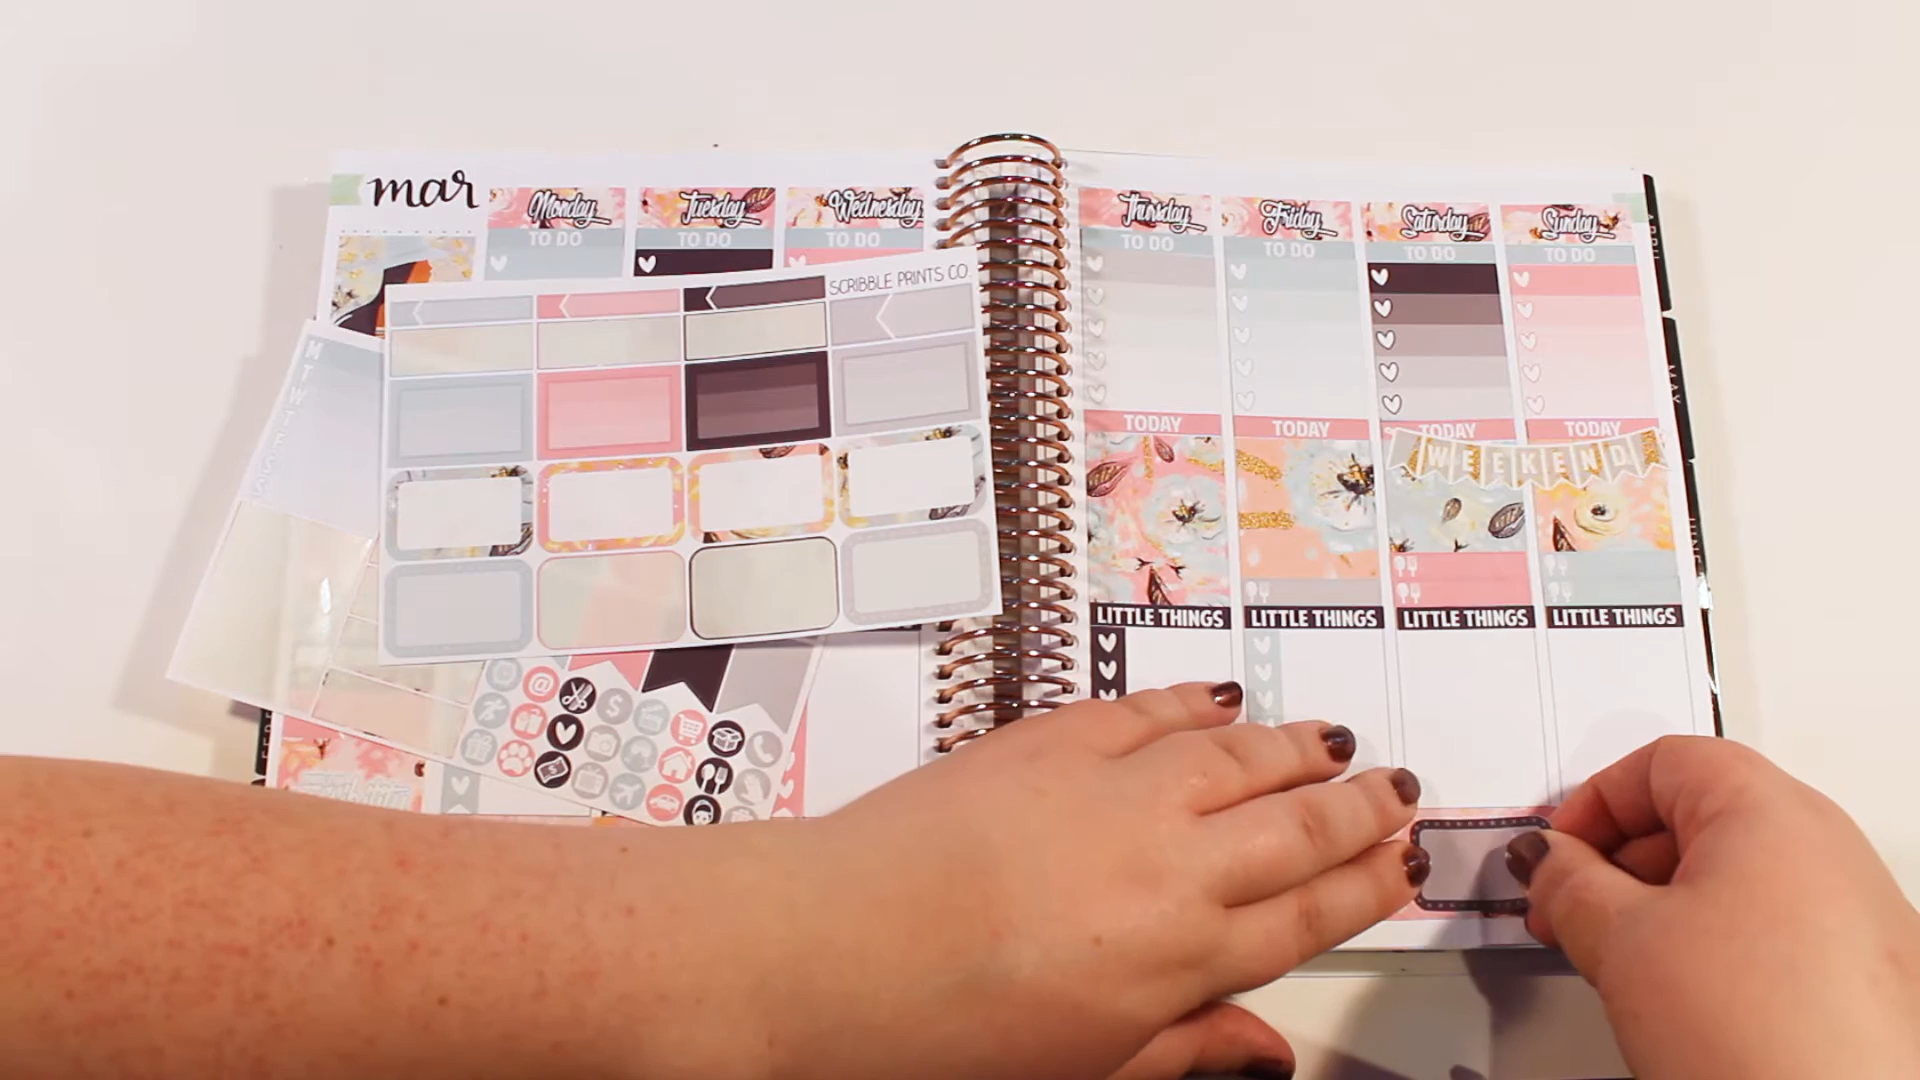 mar
Monday
Tuesday
Wednesday
Thursday
Friday
Saturday
Sunday
TO DO
TO DO
TO DO
TO DO
TO DO
TO DO
TO DO
SCRIBBLE PRINTS CO.
M
T
W
T
F
S
S
TODAY
TODAY
TODAY
TODAY
WEEKEND
LITTLE THINGS
LITTLE THINGS
LITTLE THINGS
LITTLE THINGS
APRIL
MAY
JUNE